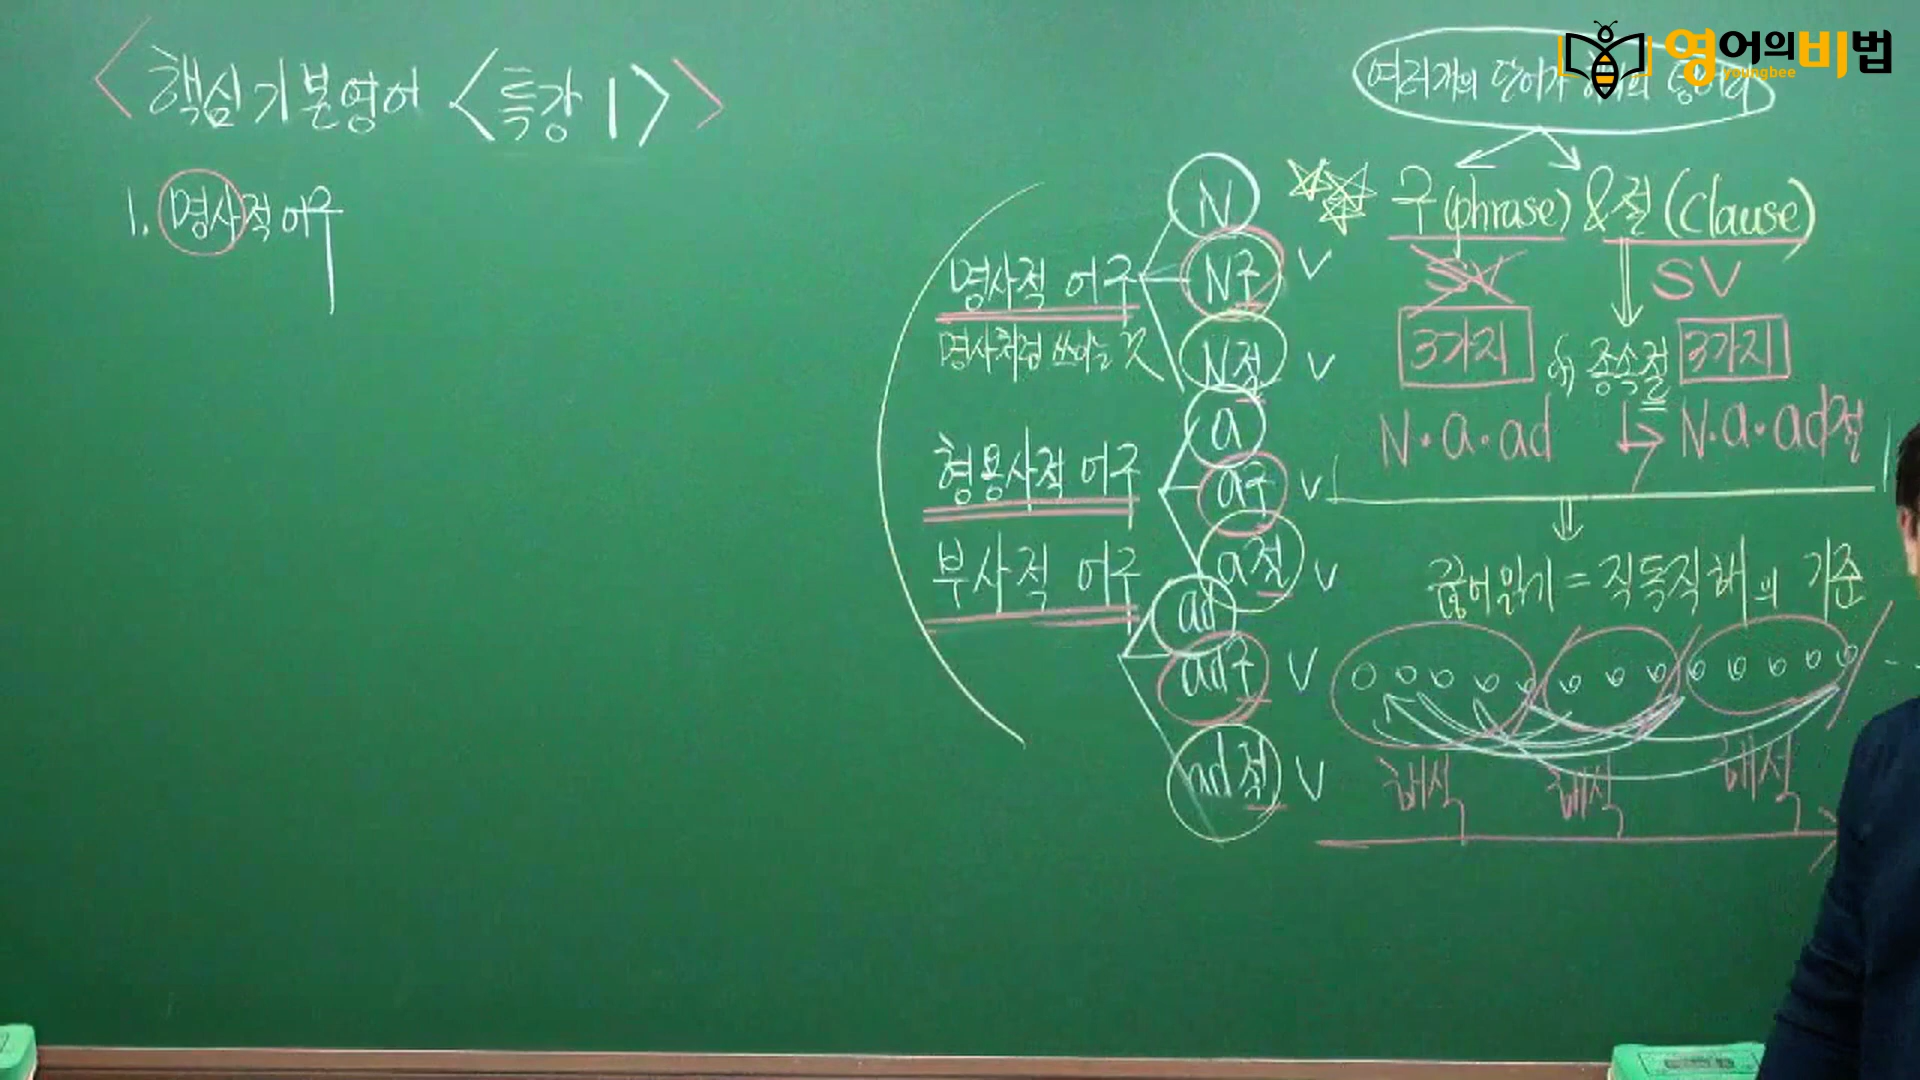 <핵심기본영어 <특강 1>>
1. 명사적 어구
영어의비법
youngbee
여러개의 단어가
구(phrase) & 절(clause)
SV
SV
3가지
종속절 3가지
N·a·ad
N·a·ad절
끊어읽기 = 직독직해의 기준
해석 해석 해석
N
명사적 어구
N구 V
명사처럼 쓰이는 것
N절 V
a
형용사적 어구
a구 V
a절 V
부사적 어구
ad
ad구 V
ad절 V